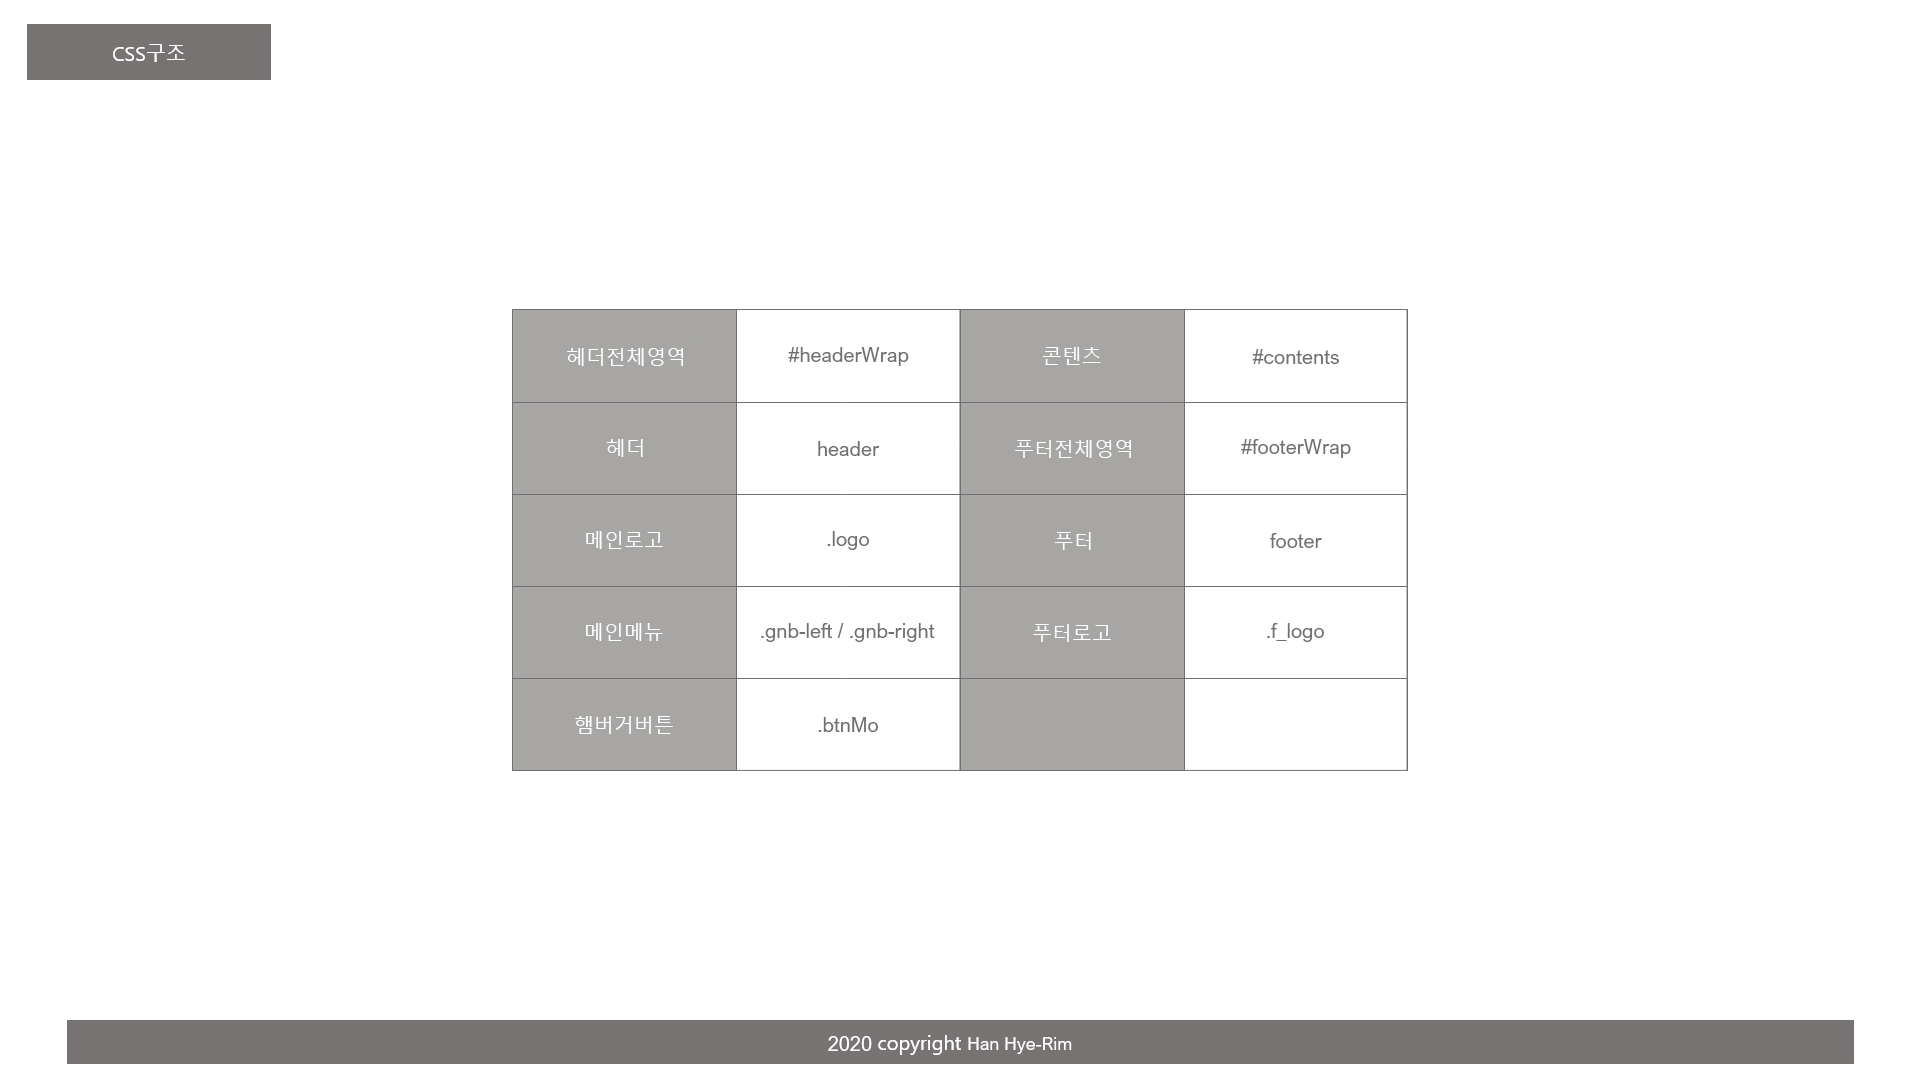 CSS구조
헤더전체영역 #headerWrap 콘텐츠 #contents
헤더 header 푸터전체영역 #footerWrap
메인로고 .logo 푸터 footer
메인메뉴 .gnb-left / .gnb-right 푸터로고 .f_logo
햄버거버튼 .btnMo
2020 copyright Han Hye-Rim